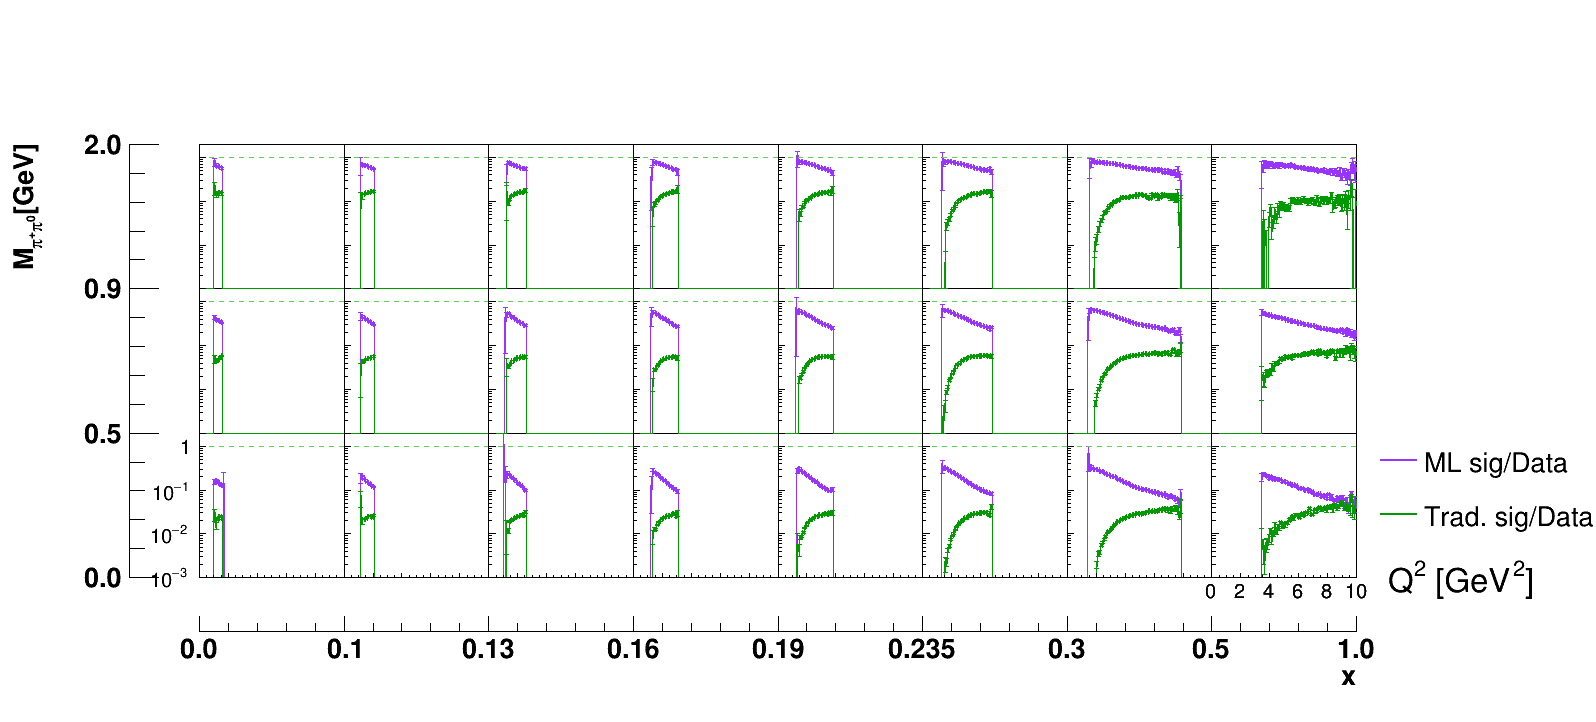 M_{π⁺π⁰}[GeV]
2.0
0.9
0.5
0.0
1
10⁻¹
10⁻²
10⁻³
ML sig/Data
Trad. sig/Data
0 2 4 6 8 10
Q² [GeV²]
0.0 0.1 0.13 0.16 0.19 0.235 0.3 0.5 1.0
x